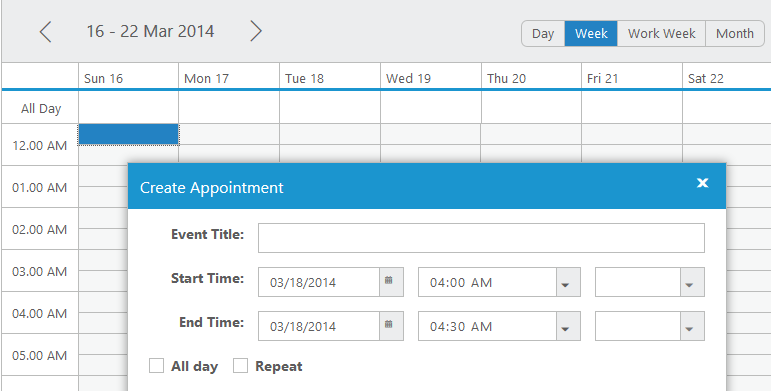 16 - 22 Mar 2014 Day Week Work Week Month
Sun 16 Mon 17 Tue 18 Wed 19 Thu 20 Fri 21 Sat 22
All Day
12.00 AM
01.00 AM
02.00 AM
03.00 AM
04.00 AM
05.00 AM
Create Appointment
Event Title:
Start Time: 03/18/2014 04:00 AM
End Time: 03/18/2014 04:30 AM
All day Repeat